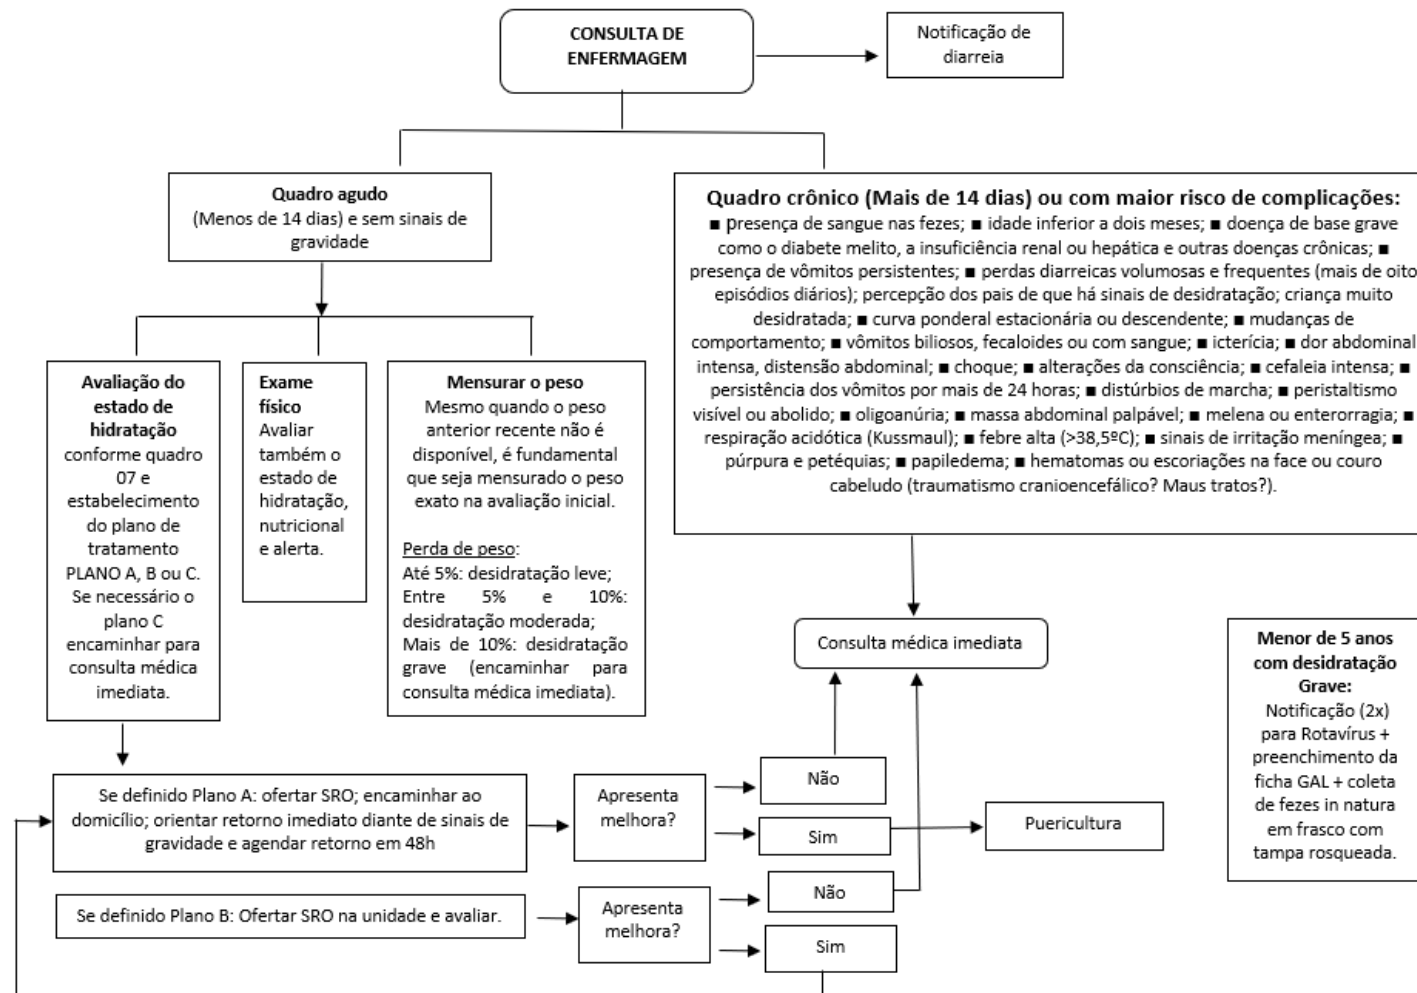 CONSULTA DE
ENFERMAGEM
Notificação de
diarreia
Quadro agudo
(Menos de 14 dias) e sem sinais de
gravidade
Quadro crônico (Mais de 14 dias) ou com maior risco de complicações:
■ presença de sangue nas fezes; ■ idade inferior a dois meses; ■ doença de base grave
como o diabete melito, a insuficiência renal ou hepática e outras doenças crônicas; ■
presença de vômitos persistentes; ■ perdas diarreicas volumosas e frequentes (mais de oito
episódios diários); percepção dos pais de que há sinais de desidratação; criança muito
desidratada; ■ curva ponderal estacionária ou descendente; ■ mudanças de
comportamento; ■ vômitos biliosos, fecaloides ou com sangue; ■ icterícia; ■ dor abdominal
intensa, distensão abdominal; ■ choque; ■ alterações da consciência; ■ cefaleia intensa; ■
persistência dos vômitos por mais de 24 horas; ■ distúrbios de marcha; ■ peristaltismo
visível ou abolido; ■ oligoanúria; ■ massa abdominal palpável; ■ melena ou enterorragia; ■
respiração acidótica (Kussmaul); ■ febre alta (>38,5ºC); ■ sinais de irritação meníngea; ■
púrpura e petéquias; ■ papiledema; ■ hematomas ou escoriações na face ou couro
cabeludo (traumatismo cranioencefálico? Maus tratos?).
Avaliação do
estado de
hidratação
conforme quadro
07 e
estabelecimento
do plano de
tratamento
PLANO A, B ou C.
Se necessário o
plano C
encaminhar para
consulta médica
imediata.
Exame
físico
Avaliar
também o
estado de
hidratação,
nutricional
e alerta.
Mensurar o peso
Mesmo quando o peso
anterior recente não é
disponível, é fundamental
que seja mensurado o peso
exato na avaliação inicial.
Perda de peso:
Até 5%: desidratação leve;
Entre 5% e 10%:
desidratação moderada;
Mais de 10%: desidratação
grave (encaminhar para
consulta médica imediata).
Consulta médica imediata
Menor de 5 anos
com desidratação
Grave:
Notificação (2x)
para Rotavírus +
preenchimento da
ficha GAL + coleta
de fezes in natura
em frasco com
tampa rosqueada.
Se definido Plano A: ofertar SRO; encaminhar ao
domicílio; orientar retorno imediato diante de sinais de
gravidade e agendar retorno em 48h
Apresenta
melhora?
Não
Sim
Puericultura
Se definido Plano B: Ofertar SRO na unidade e avaliar.
Apresenta
melhora?
Não
Sim